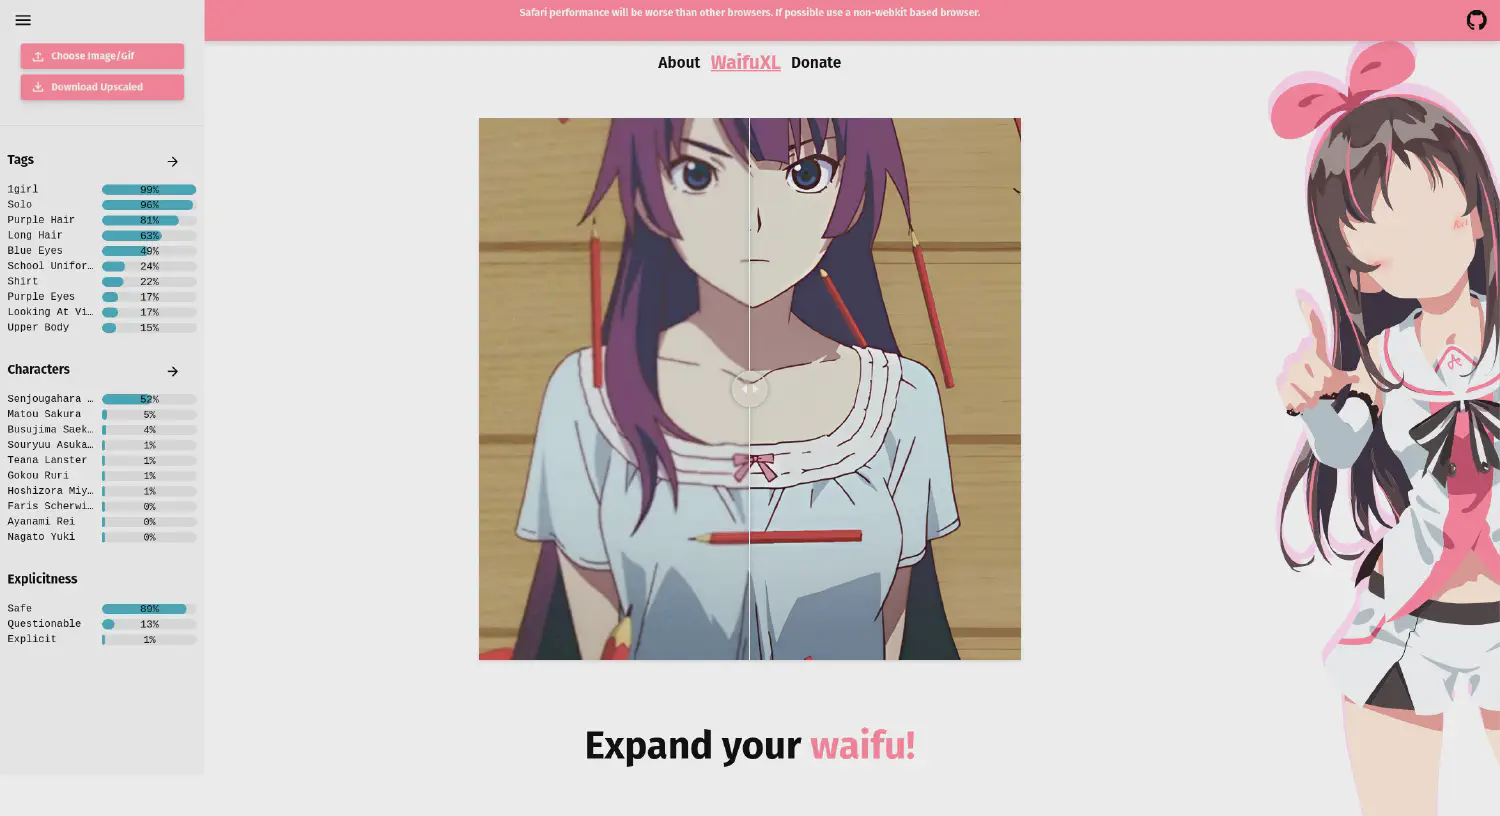 Safari performance will be worse than other browsers. If possible use a non-webkit based browser.
Choose Image/Gif
Download Upscaled
About WaifuXL Donate
Tags
1girl 99%
Solo 96%
Purple Hair 81%
Long Hair 63%
Blue Eyes 49%
School Unifor… 24%
Shirt 22%
Purple Eyes 17%
Looking At Vi… 17%
Upper Body 15%
Characters
Senjougahara … 52%
Matou Sakura 5%
Busujima Saek… 4%
Souryuu Asuka… 1%
Teana Lanster 1%
Gokou Ruri 1%
Hoshizora Miy… 1%
Faris Scherwi… 0%
Ayanami Rei 0%
Nagato Yuki 0%
Explicitness
Safe 89%
Questionable 13%
Explicit 1%
Expand your waifu!